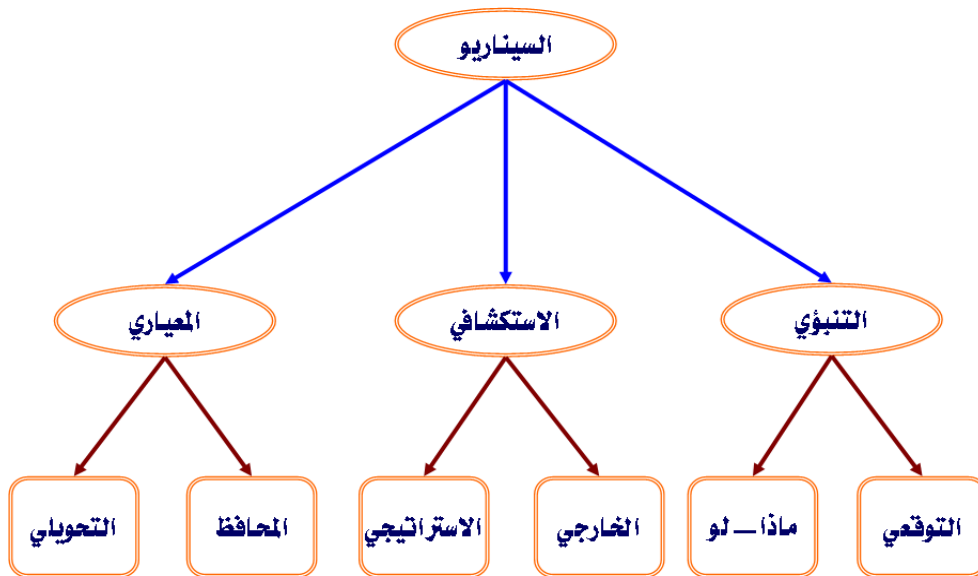 السيناريو
التنبؤي
الاستكشافي
المعياري
التوقعي
ماذا – لو
الخارجي
الاستراتيجي
المحافظ
التحويلي